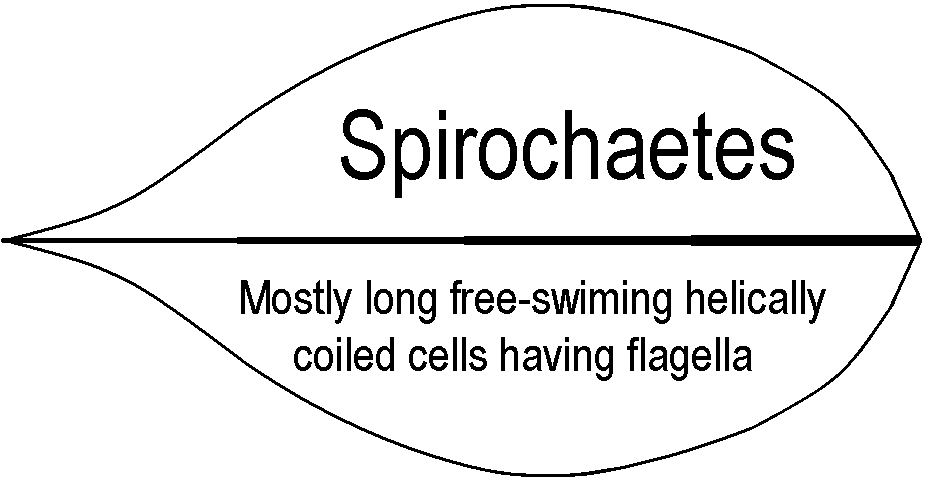 Spirochaetes
Mostly long free-swiming helically
coiled cells having flagella